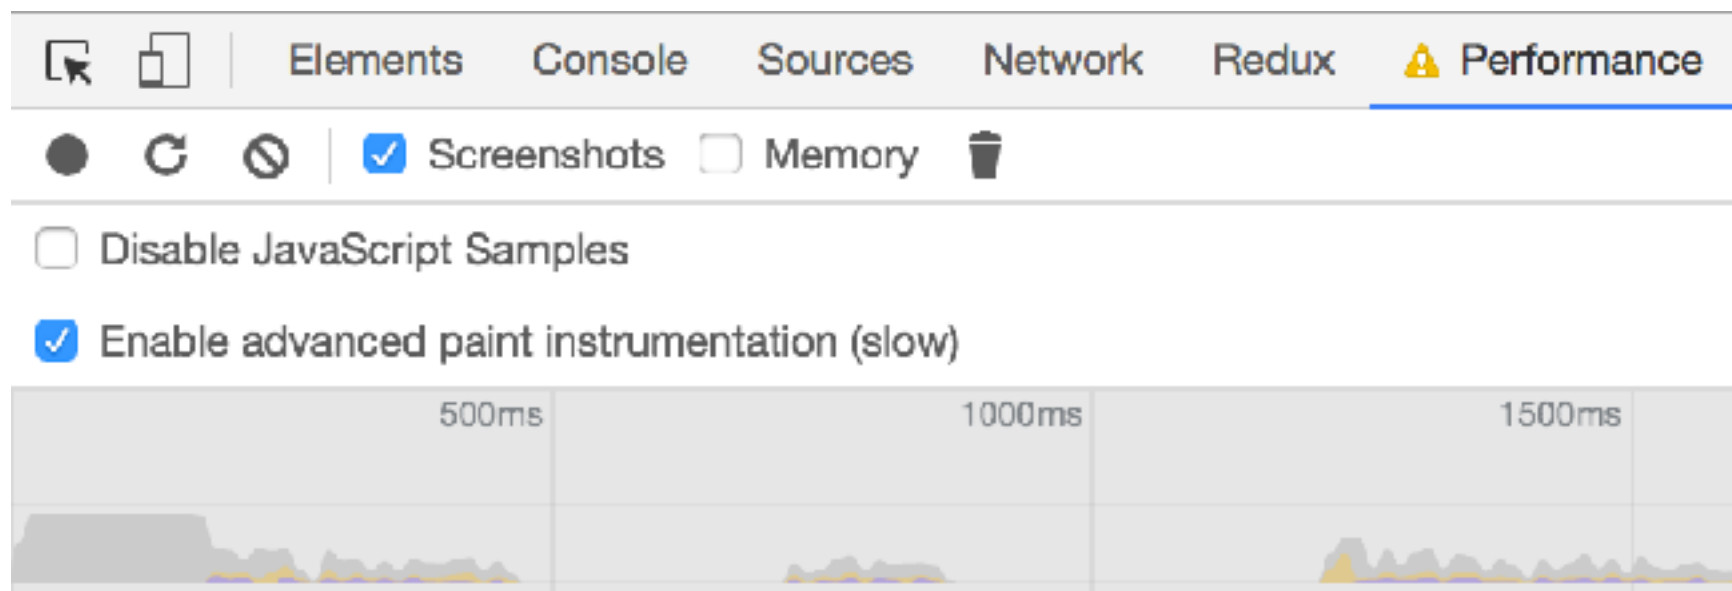 Elements Console Sources Network Redux Performance
Screenshots Memory
Disable JavaScript Samples
Enable advanced paint instrumentation (slow)
500ms 1000ms 1500ms